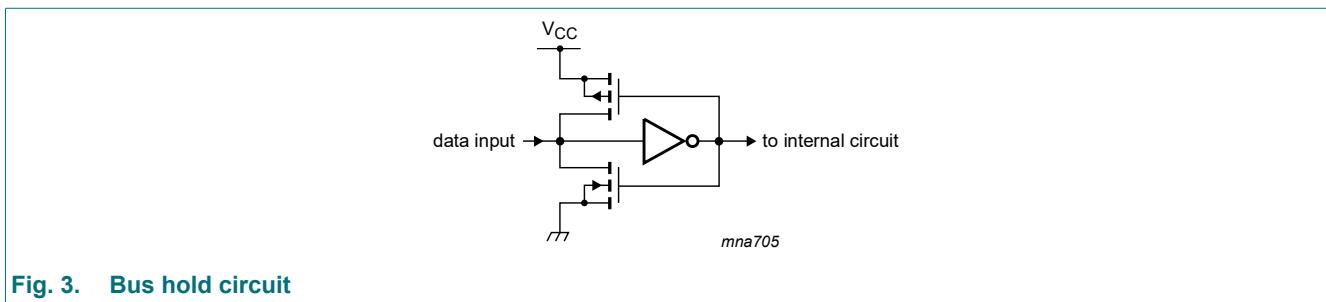 VCC
data input
to internal circuit
mna705
Fig. 3. Bus hold circuit